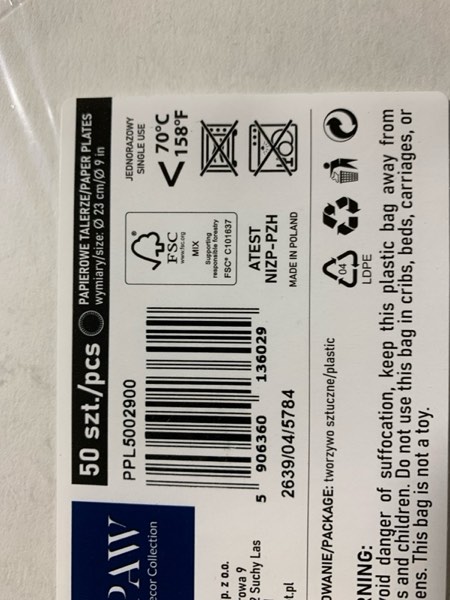 50 szt./pcs
PAPIEROWE TALERZE/PAPER PLATES
wymiary/size: Ø 23 cm/Ø 9 in
PAW
ecor Collection
PPL5002900
5 906360 136029
2639/04/5784
FSC
www.fsc.org
MIX
Supporting
responsible forestry
FSC® C101637
ATEST
NIZP-PZH
MADE IN POLAND
JEDNORAZOWY
SINGLE USE
< 70°C
158°F
p. z o.o.
rowa 9
2 Suchy Las
t.pl
OWANIE/PACKAGE: tworzywo sztuczne/plastic
04
LDPE
RNING:
void danger of suffocation, keep this plastic bag away from
s and children. Do not use this bag in cribs, beds, carriages, or
ens. This bag is not a toy.